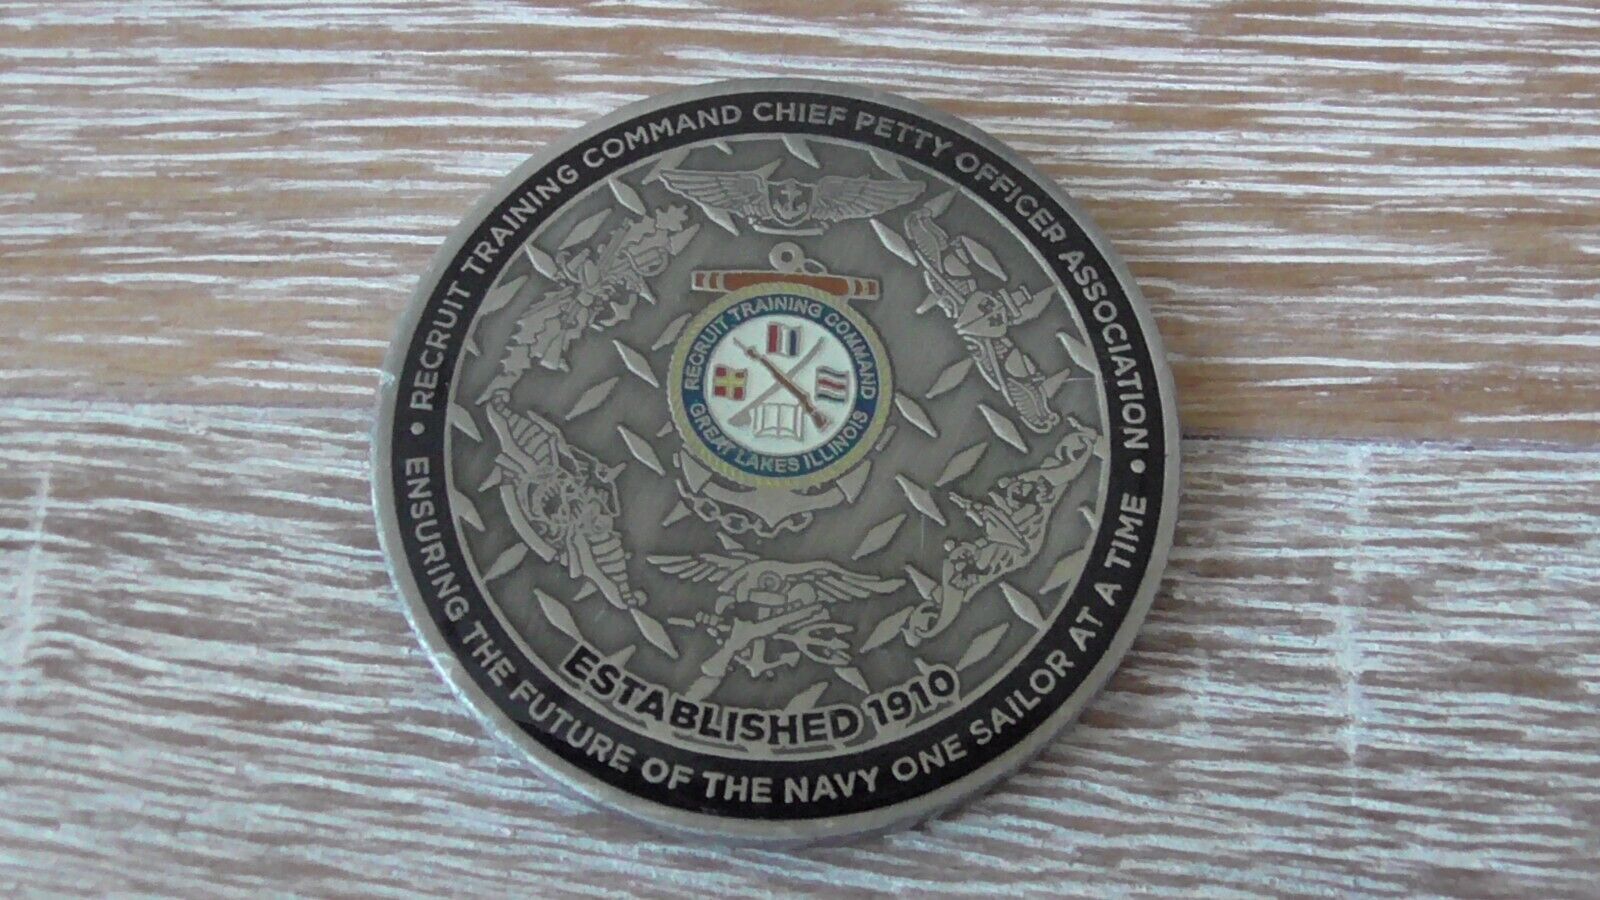 • RECRUIT TRAINING COMMAND CHIEF PETTY OFFICER ASSOCIATION •
ENSURING THE FUTURE OF THE NAVY ONE SAILOR AT A TIME
RECRUIT TRAINING COMMAND
GREAT LAKES ILLINOIS
ESTABLISHED 1910